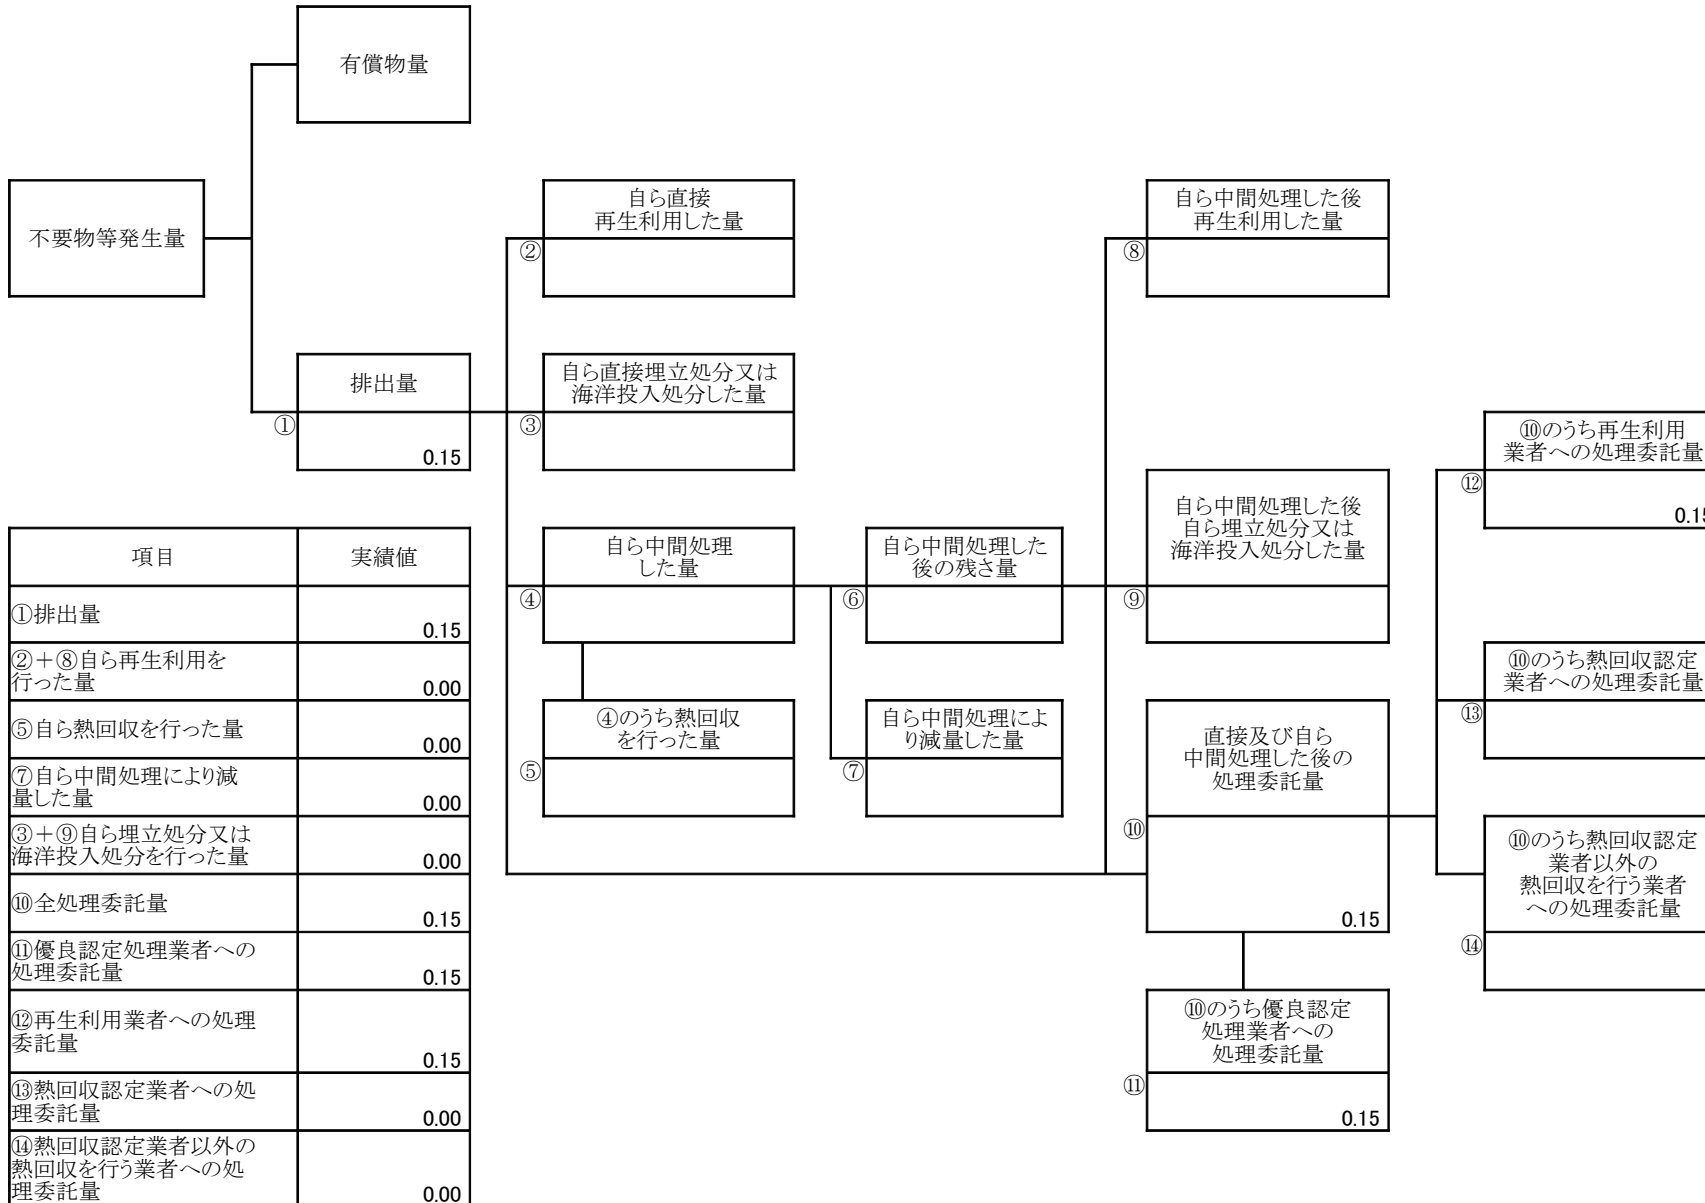 有償物量
不要物等発生量
自ら直接
再生利用した量
②
自ら中間処理した後
再生利用した量
⑧
排出量
①
0.15
自ら直接埋立処分又は
海洋投入処分した量
③
⑩のうち再生利用
業者への処理委託量
⑫
0.15
自ら中間処理した後
自ら埋立処分又は
海洋投入処分した量
⑨
自ら中間処理
した量
④
自ら中間処理した
後の残さ量
⑥
④のうち熱回収
を行った量
⑤
自ら中間処理によ
り減量した量
⑦
直接及び自ら
中間処理した後の
処理委託量
⑩
0.15
⑩のうち熱回収認定
業者への処理委託量
⑬
⑩のうち熱回収認定
業者以外の
熱回収を行う業者
への処理委託量
⑭
⑩のうち優良認定
処理業者への
処理委託量
⑪
0.15
項目 実績値
①排出量 0.15
②+⑧自ら再生利用を
行った量 0.00
⑤自ら熱回収を行った量 0.00
⑦自ら中間処理により減
量した量 0.00
③+⑨自ら埋立処分又は
海洋投入処分を行った量 0.00
⑩全処理委託量 0.15
⑪優良認定処理業者への
処理委託量 0.15
⑫再生利用業者への処理
委託量 0.15
⑬熱回収認定業者への処
理委託量 0.00
⑭熱回収認定業者以外の
熱回収を行う業者への処
理委託量 0.00